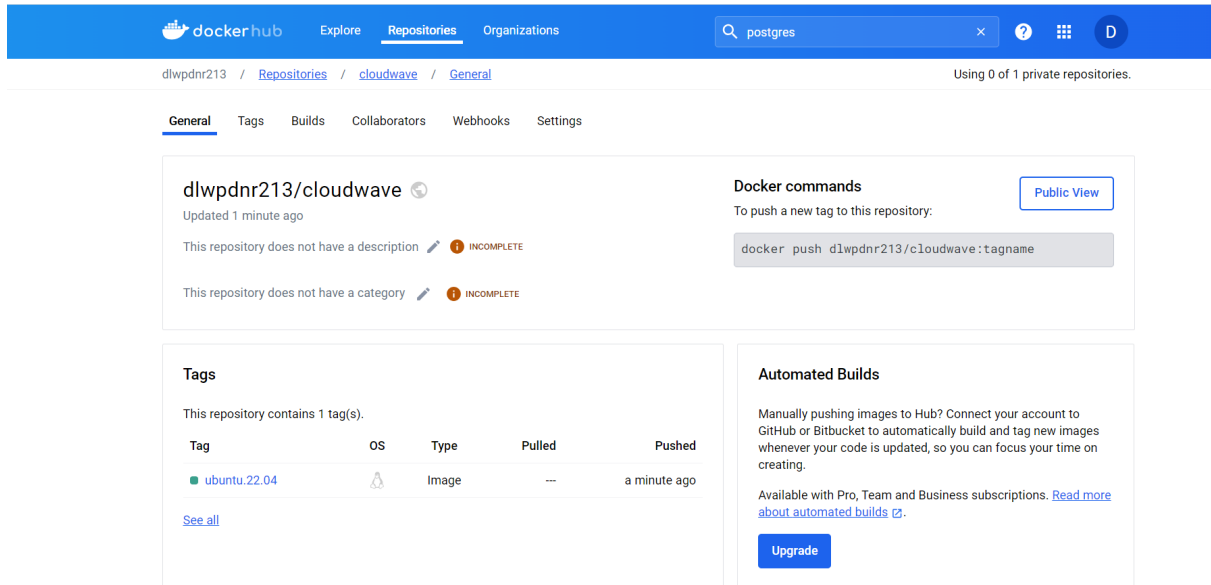 dockerhub Explore Repositories Organizations postgres × ? D
dlwpdnr213 / Repositories / cloudwave / General Using 0 of 1 private repositories.
General Tags Builds Collaborators Webhooks Settings
dlwpdnr213/cloudwave
Updated 1 minute ago
This repository does not have a description INCOMPLETE
This repository does not have a category INCOMPLETE
Docker commands
Public View
To push a new tag to this repository:
docker push dlwpdnr213/cloudwave:tagname
Tags
This repository contains 1 tag(s).
Tag OS Type Pulled Pushed
ubuntu.22.04 Image --- a minute ago
See all
Automated Builds
Manually pushing images to Hub? Connect your account to
GitHub or Bitbucket to automatically build and tag new images
whenever your code is updated, so you can focus your time on
creating.
Available with Pro, Team and Business subscriptions. Read more
about automated builds .
Upgrade